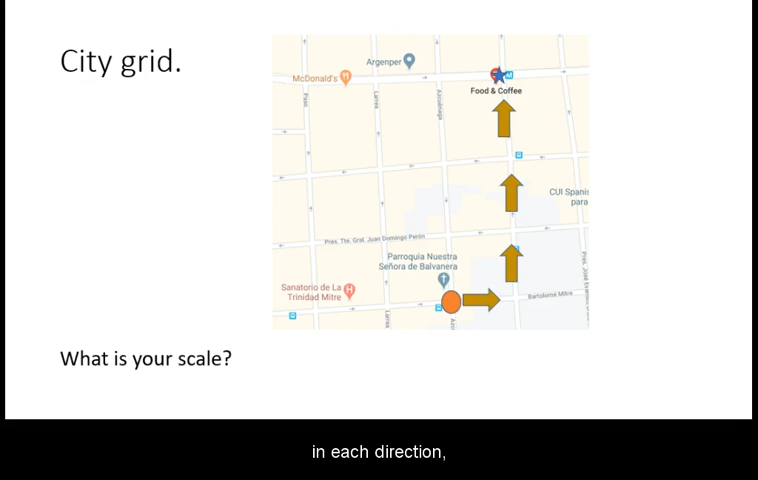 City grid.
Argenper
McDonald's
Food & Coffee
Paso
Larrea
Azcuénaga
CUI Spanis
para
Pres. Tte. Gral. Juan Domingo Perón
Parroquia Nuestra
Señora de Balvanera
Sanatorio de La
Trinidad Mitre
Bartolomé Mitre
Larrea
Azcu
What is your scale?
in each direction,